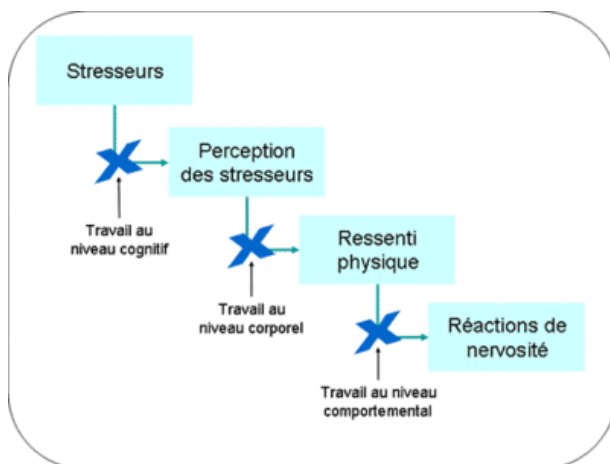 Stresseurs
Perception
des stresseurs
Travail au
niveau cognitif
Ressenti
physique
Travail au
niveau corporel
Réactions de
nervosité
Travail au niveau
comportemental